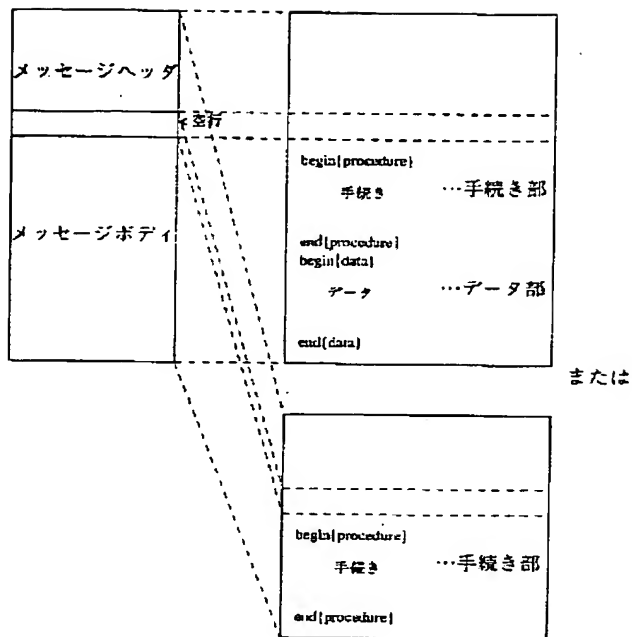 メッセージヘッダ
空行
メッセージボディ
begin{procedure}
手続き …手続き部
end{procedure}
begin{data}
データ …データ部
end{data}
または
begin{procedure}
手続き …手続き部
end{procedure}